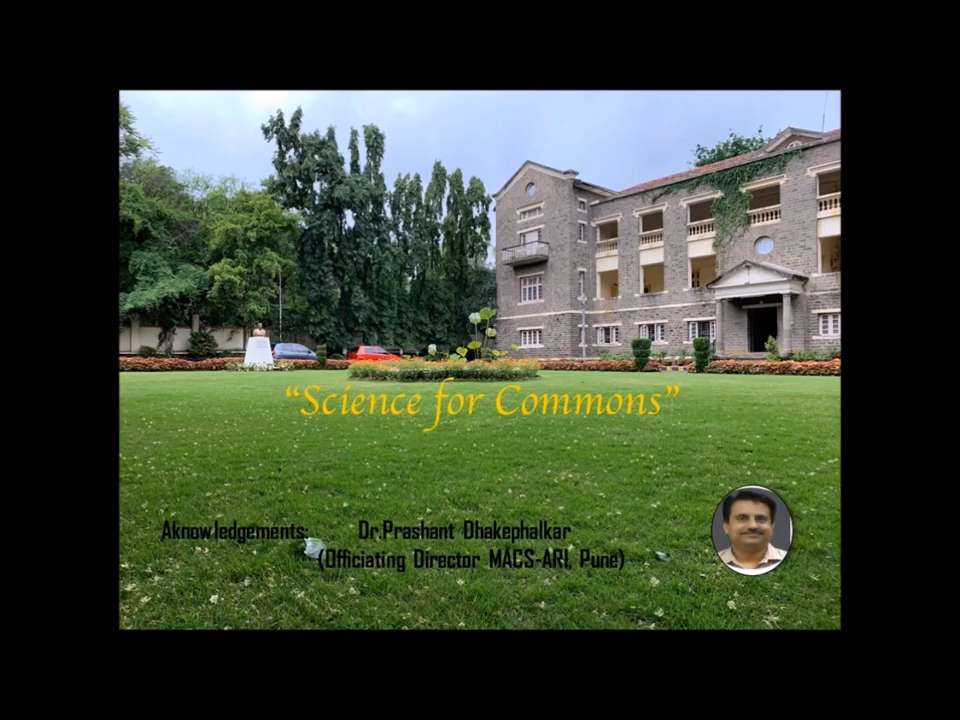 “Science for Commons”
Aknowledgements: Dr.Prashant Dhakephalkar
(Officiating Director MACS-ARI, Pune)